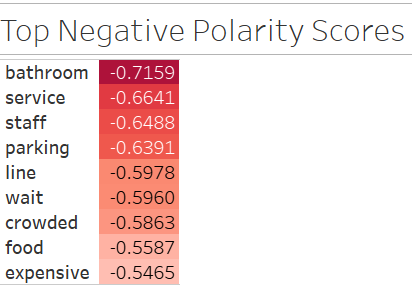 Top Negative Polarity Scores
bathroom -0.7159
service -0.6641
staff -0.6488
parking -0.6391
line -0.5978
wait -0.5960
crowded -0.5863
food -0.5587
expensive -0.5465